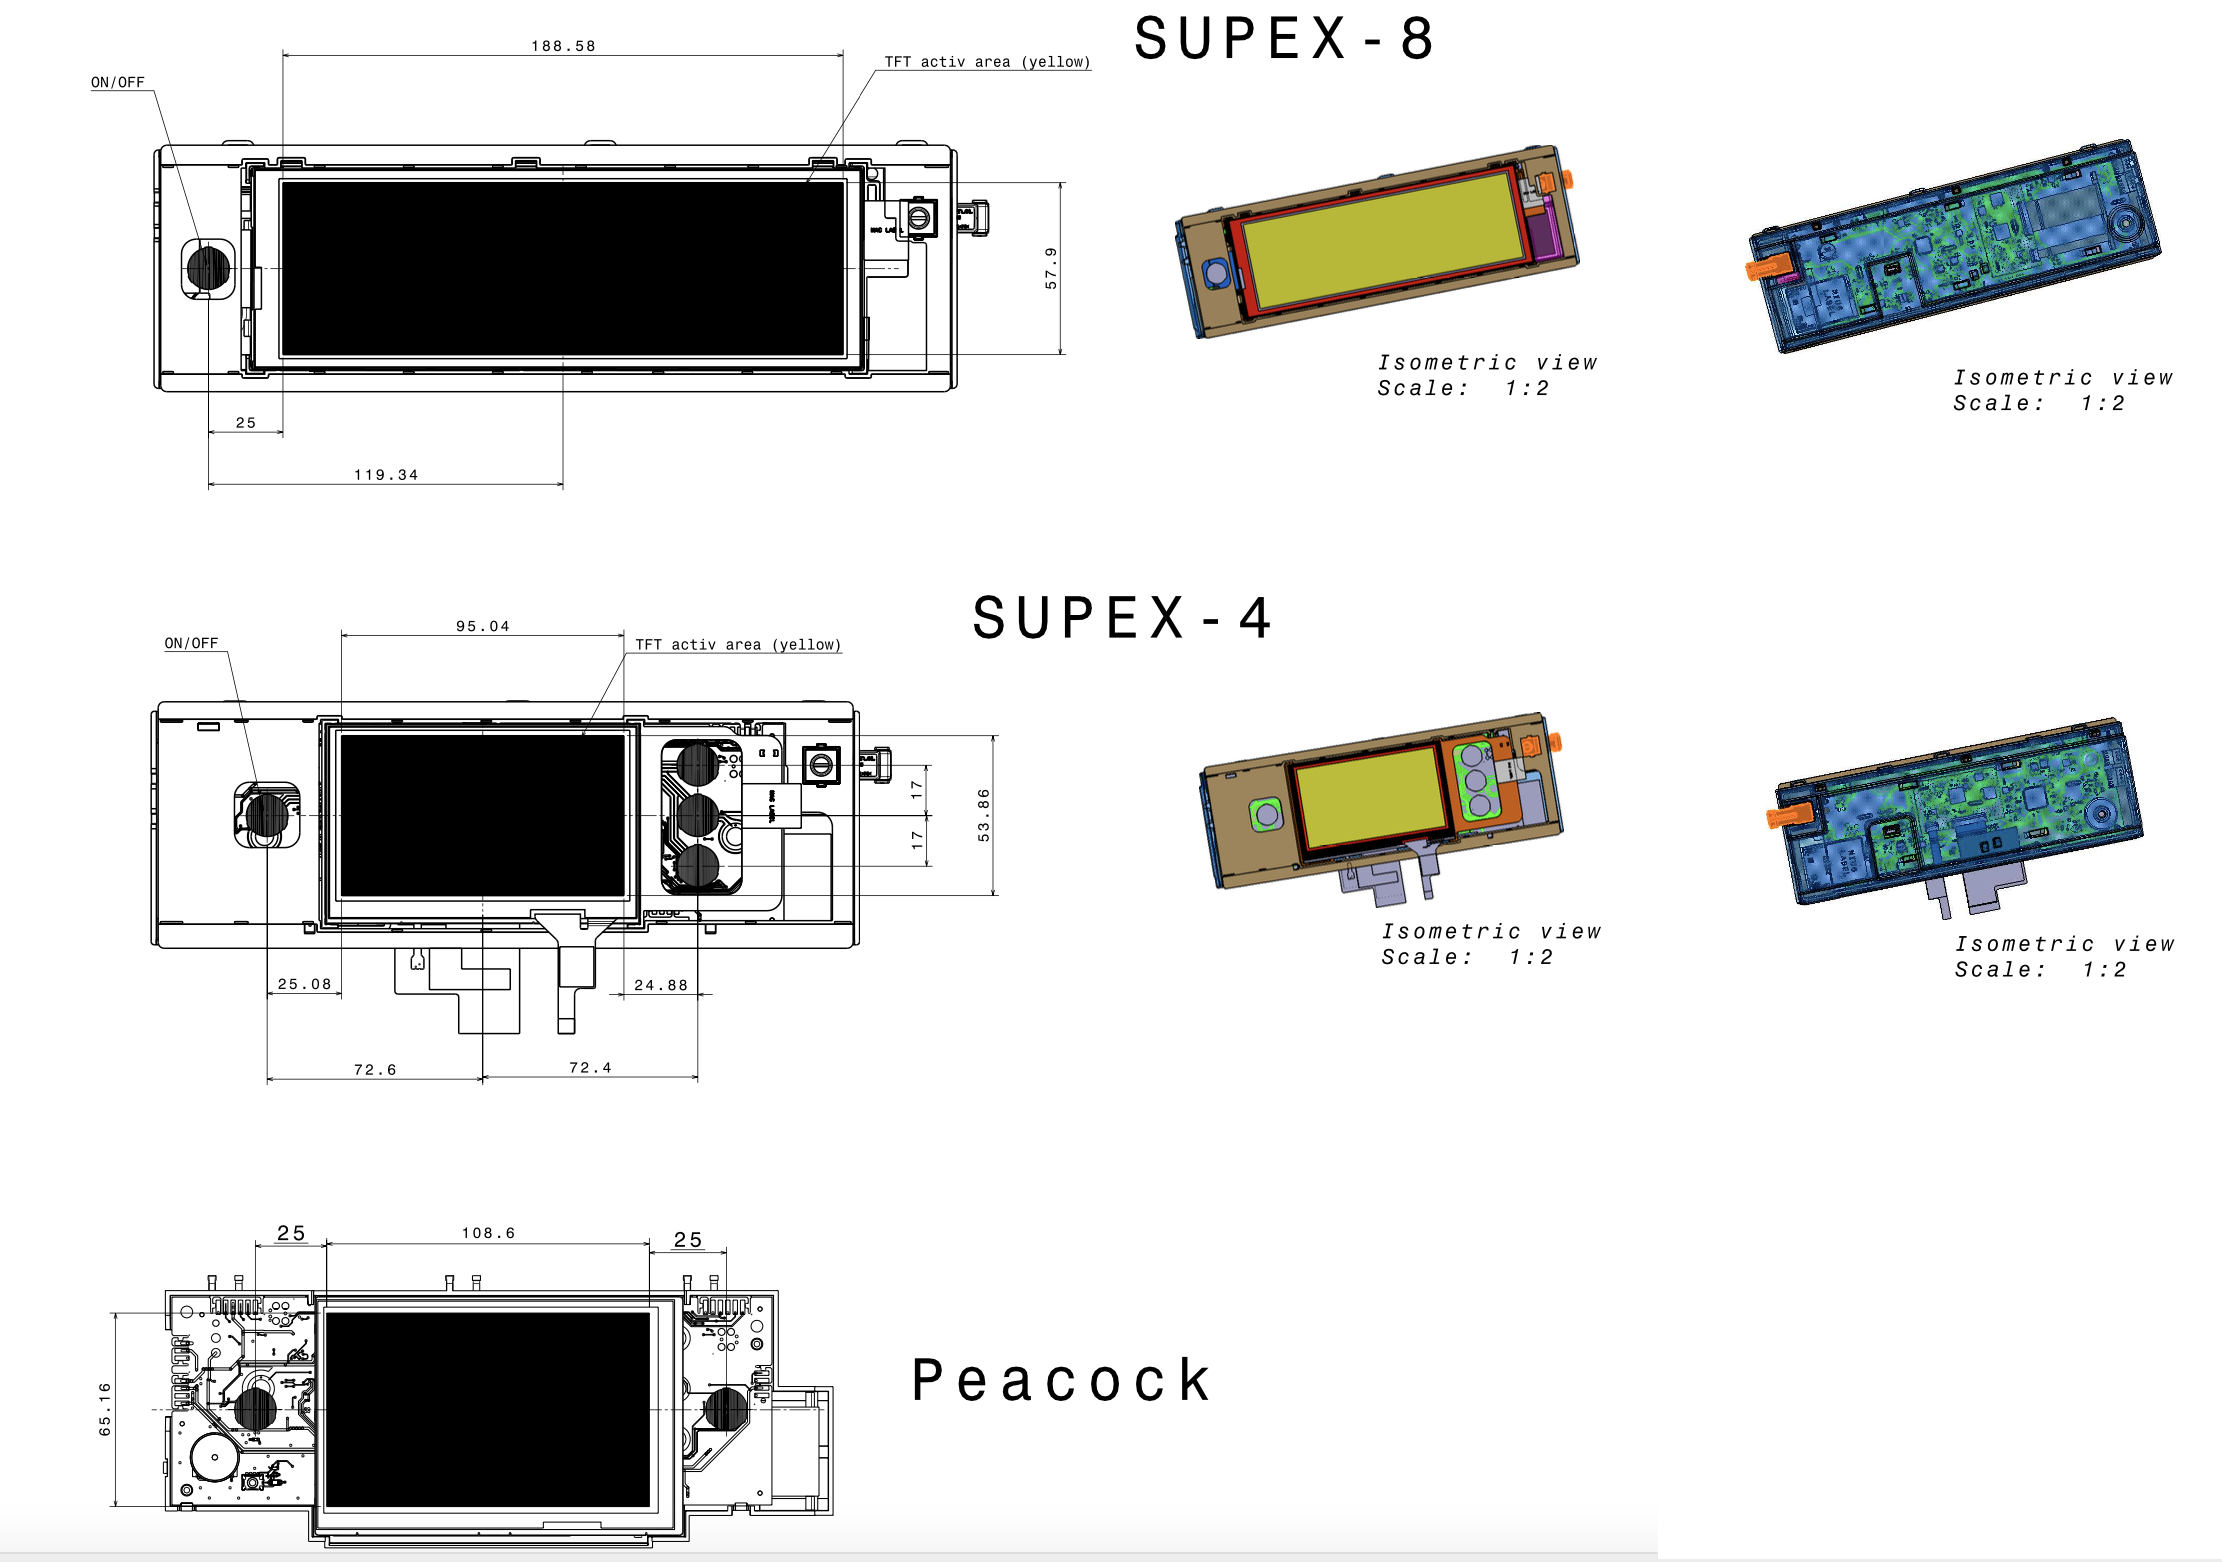 SUPEX-8
188.58
TFT activ area (yellow)
ON/OFF
57.9
25
119.34
Isometric view
Scale: 1:2
Isometric view
Scale: 1:2
SUPEX-4
95.04
ON/OFF
TFT activ area (yellow)
17
17
53.86
25.08
24.88
72.6
72.4
Isometric view
Scale: 1:2
Isometric view
Scale: 1:2
25
108.6
25
65.16
Peacock